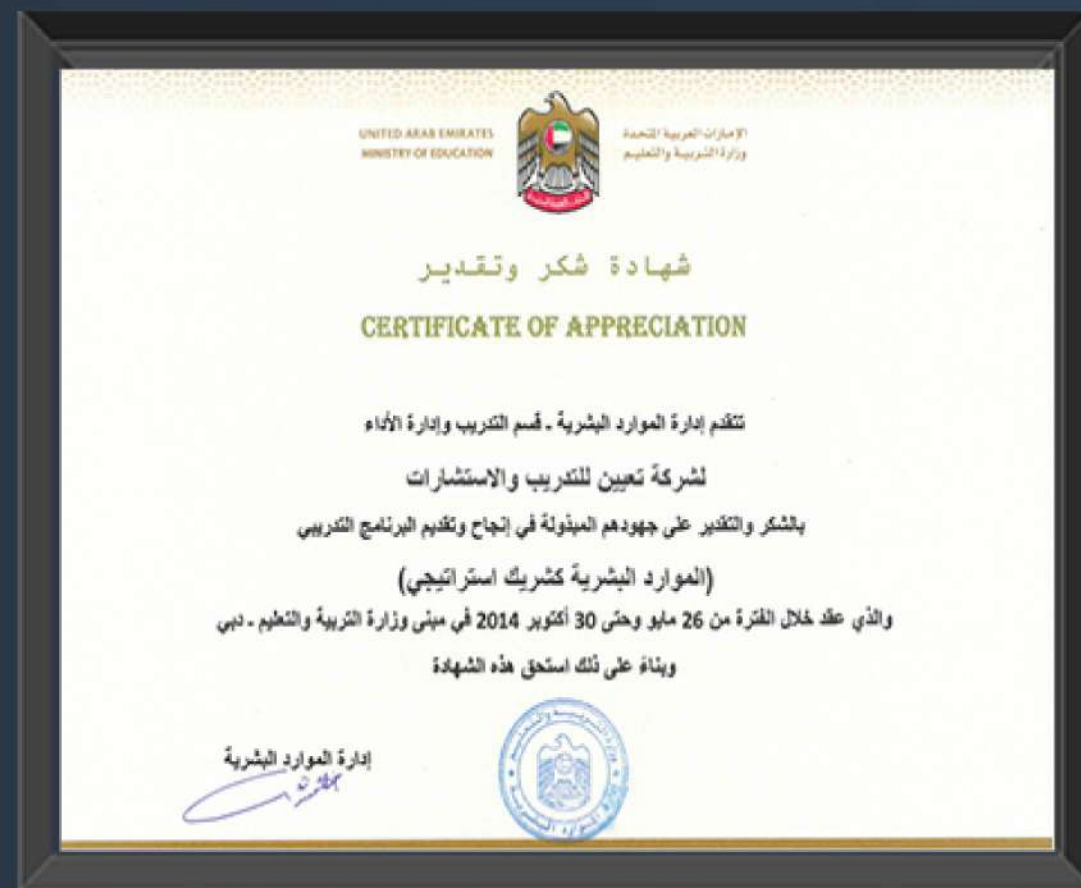 UNITED ARAB EMIRATES
MINISTRY OF EDUCATION
الإمارات العربية المتحدة
وزارة التربية والتعليم
شهادة شكر وتقدير
CERTIFICATE OF APPRECIATION
تتقدم إدارة الموارد البشرية - قسم التدريب وإدارة الأداء
لشركة تعيين للتدريب والاستشارات
بالشكر والتقدير على جهودهم المبذولة في إنجاح وتقديم البرنامج التدريبي
(الموارد البشرية كشريك استراتيجي)
والذي عقد خلال الفترة من 26 مايو وحتى 30 أكتوبر 2014 في مبنى وزارة التربية والتعليم - دبي
وبناءً على ذلك استحق هذه الشهادة
إدارة الموارد البشرية